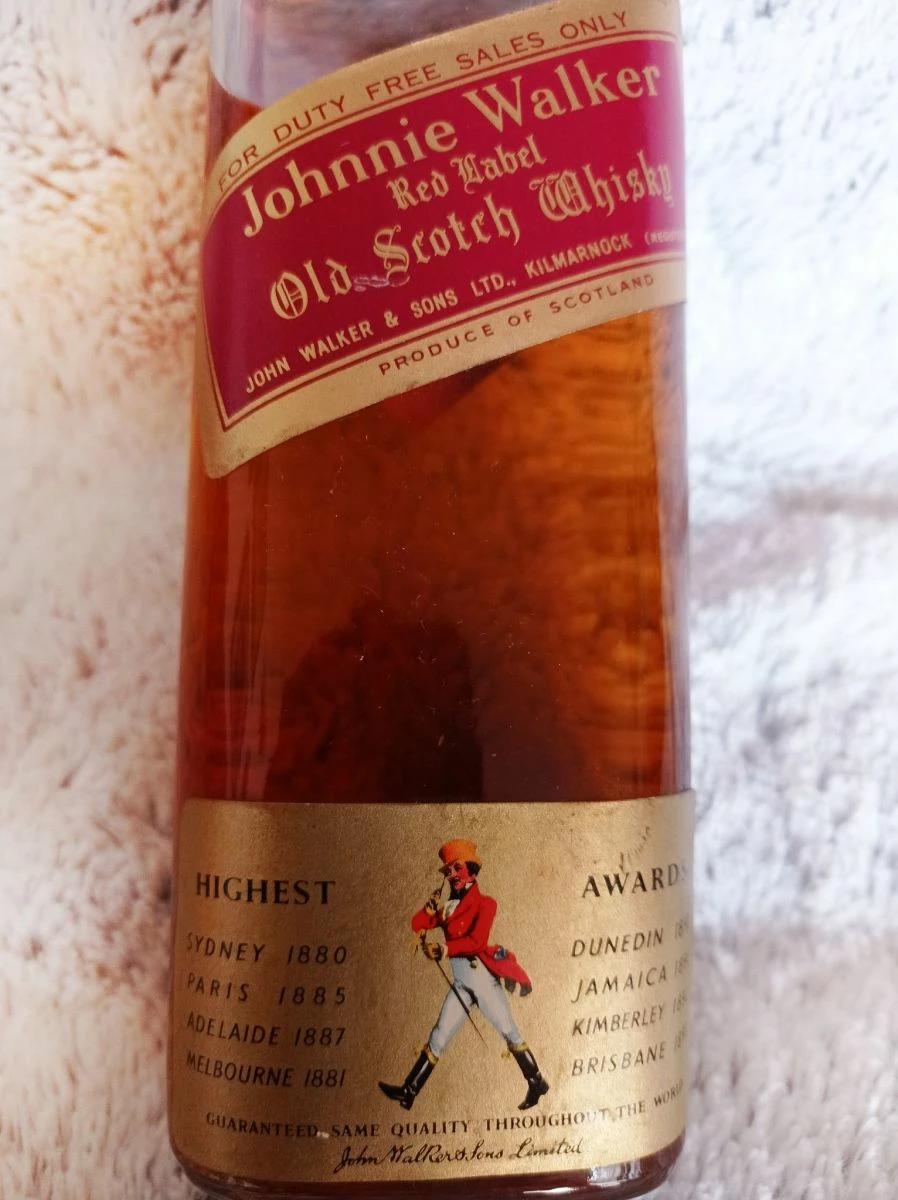 FOR DUTY FREE SALES ONLY
Johnnie Walker
Red Label
Old Scotch Whisky
JOHN WALKER & SONS LTD., KILMARNOCK
PRODUCE OF SCOTLAND
HIGHEST AWARDS
SYDNEY 1880
PARIS 1885
ADELAIDE 1887
MELBOURNE 1881
DUNEDIN
JAMAICA
KIMBERLEY
BRISBANE
GUARANTEED SAME QUALITY THROUGHOUT THE WORLD
John Walker & Sons Limited